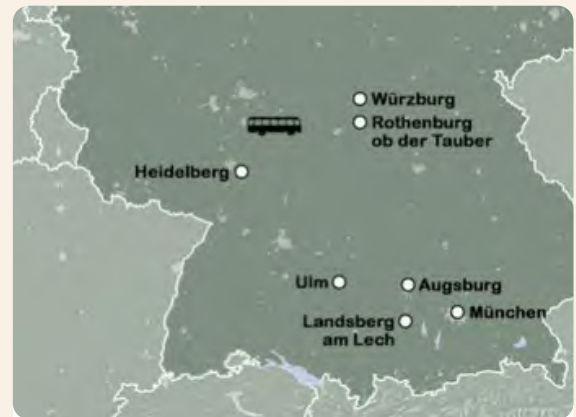 Würzburg
Rothenburg
ob der Tauber
Heidelberg
Ulm
Augsburg
München
Landsberg
am Lech